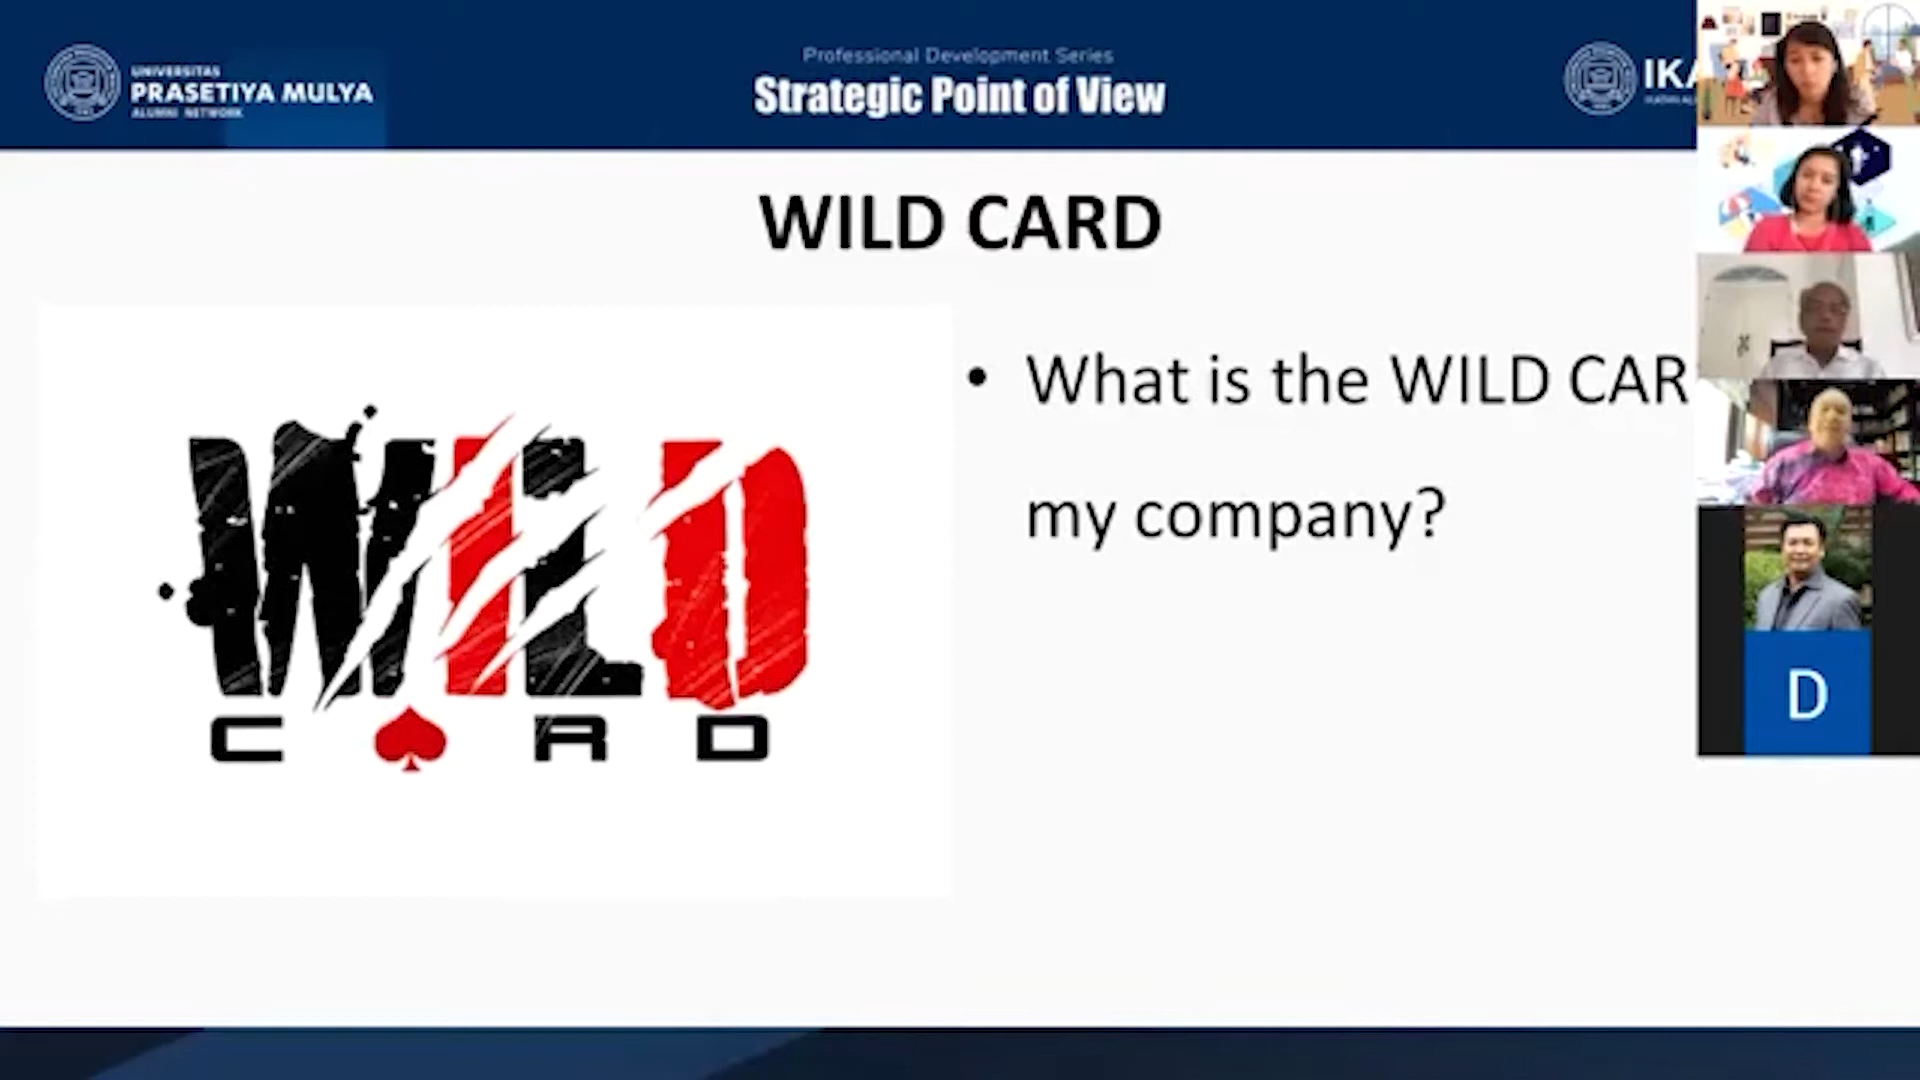 UNIVERSITAS
PRASETIYA MULYA
ALUMNI NETWORK
Professional Development Series
Strategic Point of View
IKA
WILD CARD
WILD
C RD
• What is the WILD CAR
my company?
D